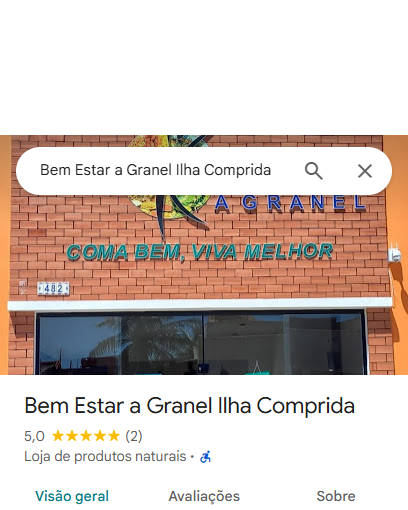 Bem Estar a Granel Ilha Comprida
A GRANEL
COMA BEM, VIVA MELHOR
482
Bem Estar a Granel Ilha Comprida
5,0 (2)
Loja de produtos naturais •
Visão geral Avaliações Sobre